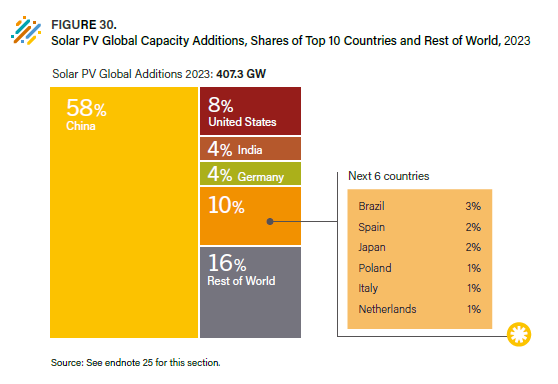 FIGURE 30.
Solar PV Global Capacity Additions, Shares of Top 10 Countries and Rest of World, 2023
Solar PV Global Additions 2023: 407.3 GW
58%
China
8%
United States
4% India
4% Germany
10%
16%
Rest of World
Next 6 countries
Brazil 3%
Spain 2%
Japan 2%
Poland 1%
Italy 1%
Netherlands 1%
Source: See endnote 25 for this section.